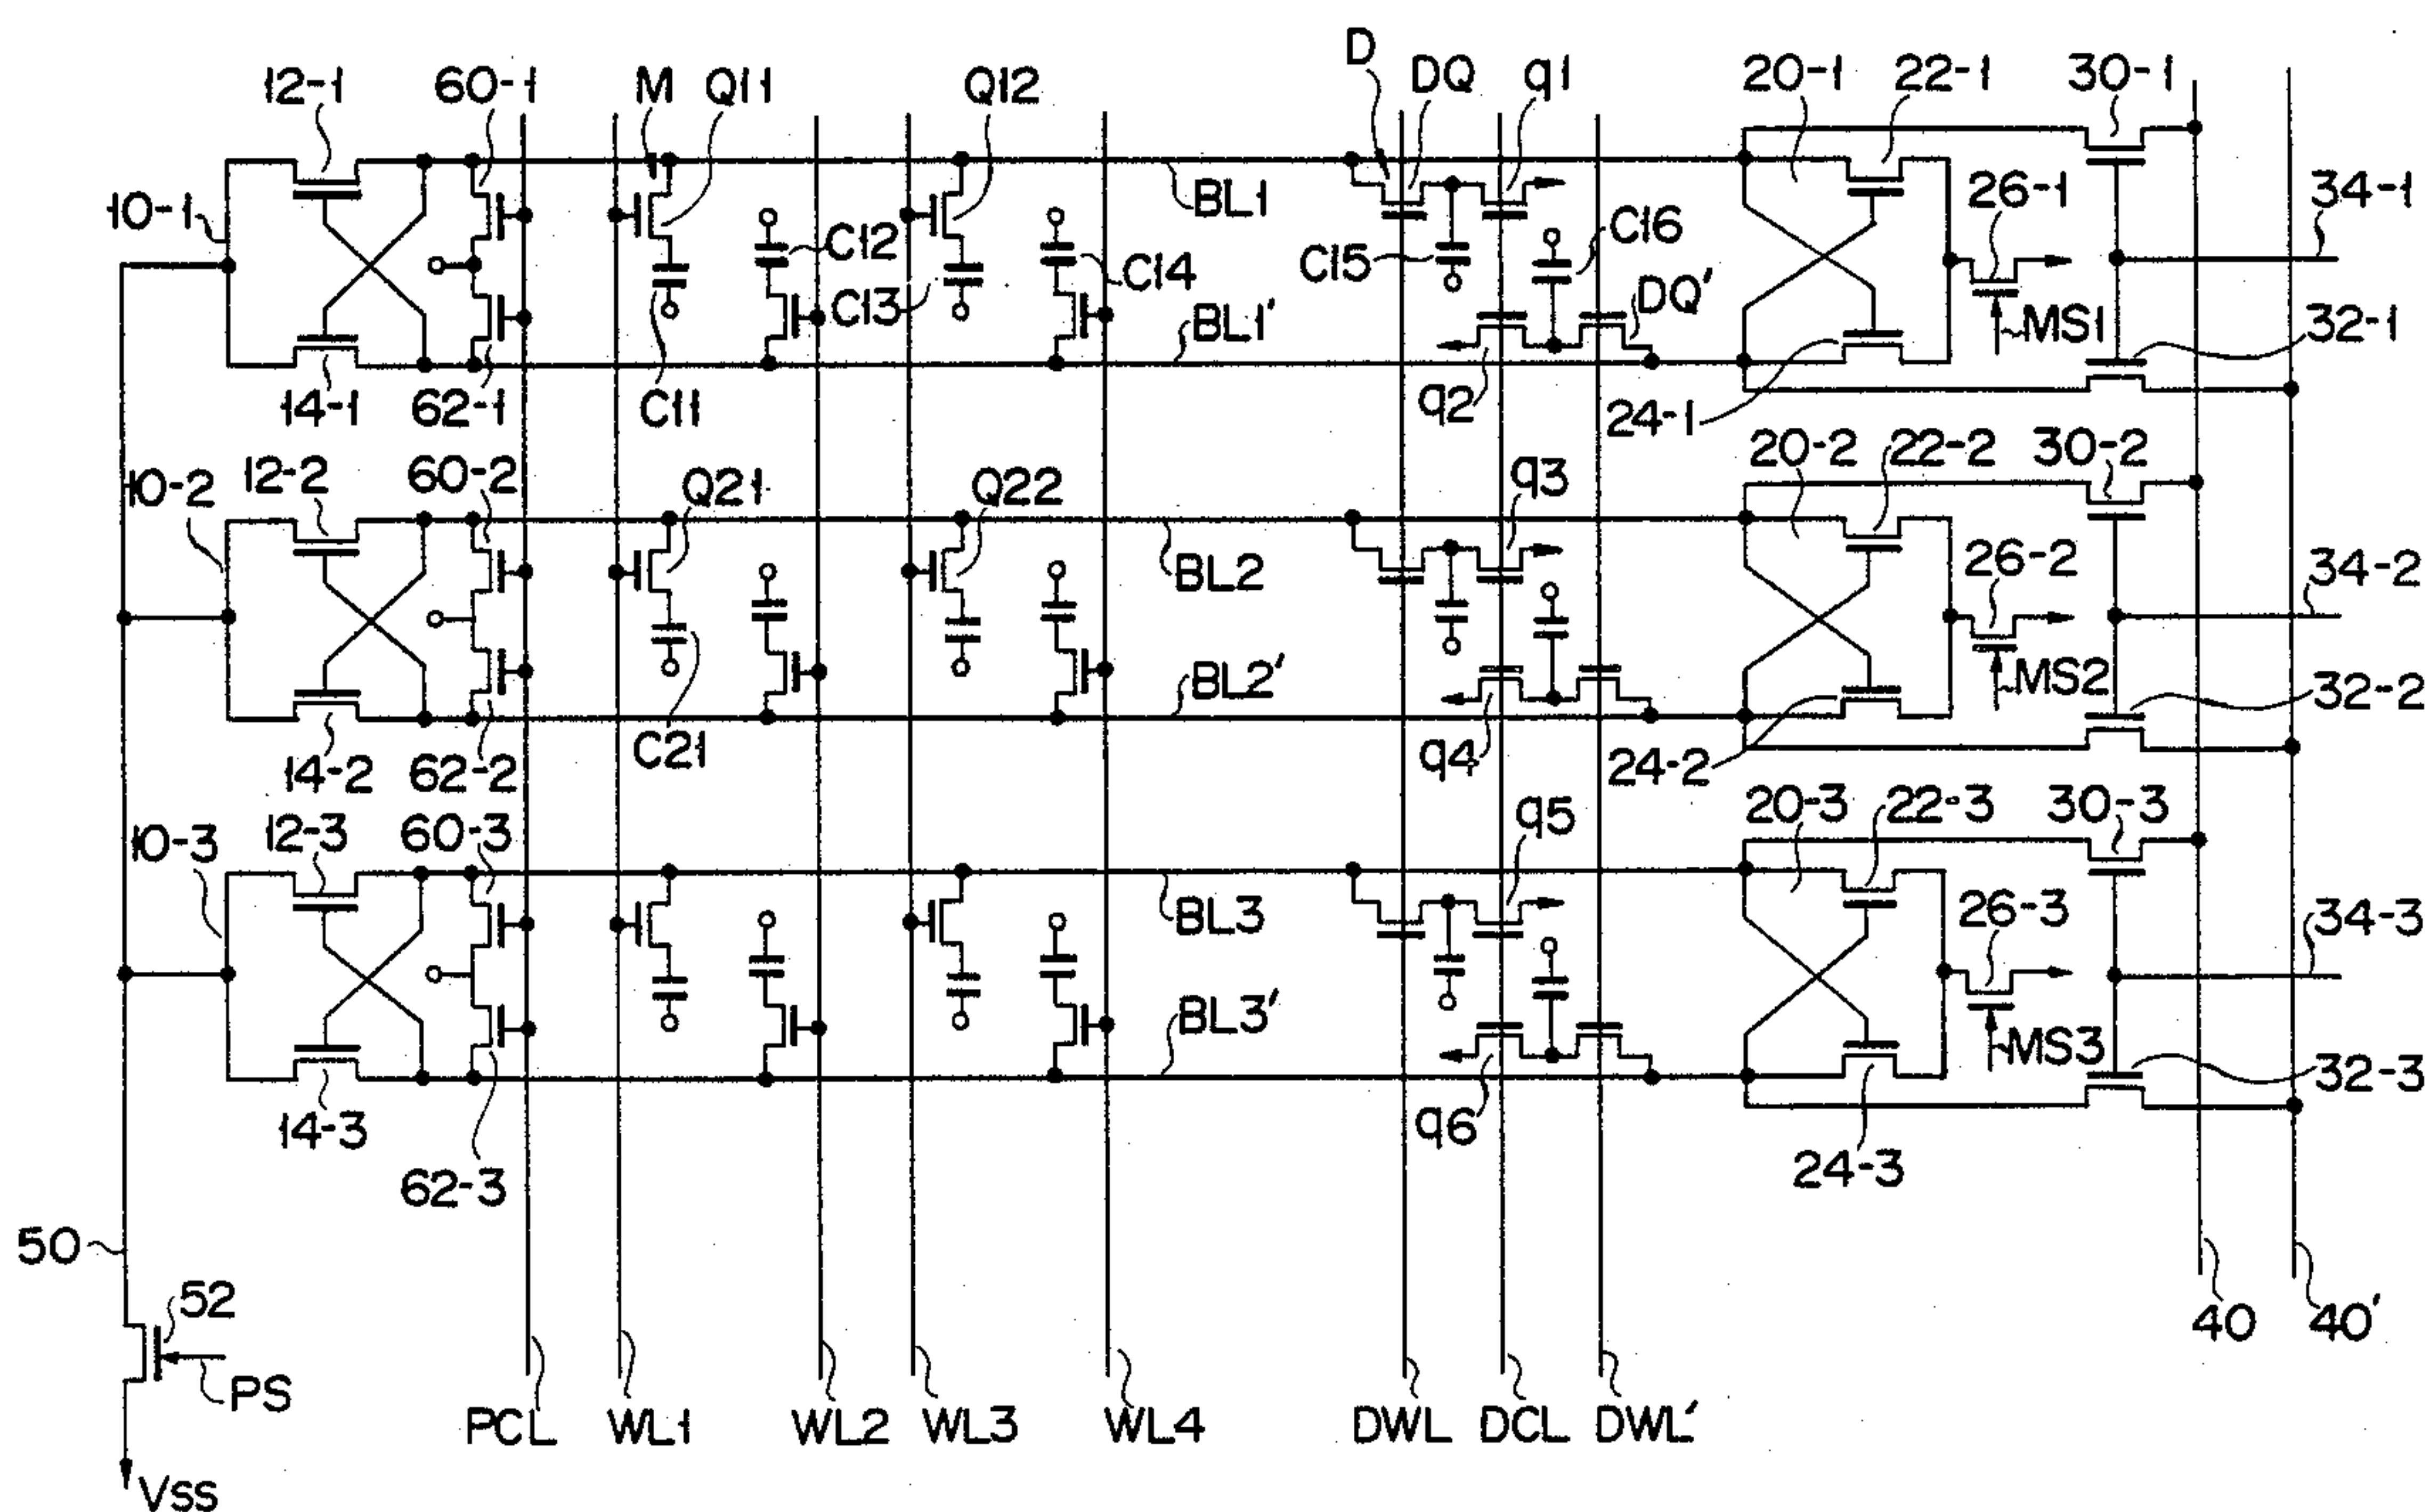 12-1 60-1 M Q11 Q12 D DQ q1 20-1 22-1 30-1
10-1 BL1 26-1 34-1
C12 C13 C14 C15 C16
BL1' DQ' MS1 32-1
14-1 62-1 C11 q2 24-1
10-2 12-2 60-2 Q21 Q22 q3 20-2 22-2 30-2
BL2 26-2 34-2
BL2' MS2 32-2
14-2 62-2 C21 q4 24-2
10-3 12-3 60-3 q5 20-3 22-3 30-3
BL3 26-3 34-3
BL3' MS3 32-3
14-3 62-3 q6 24-3
50
52
PS
40 40'
PCL WL1 WL2 WL3 WL4 DWL DCL DWL'
VSS